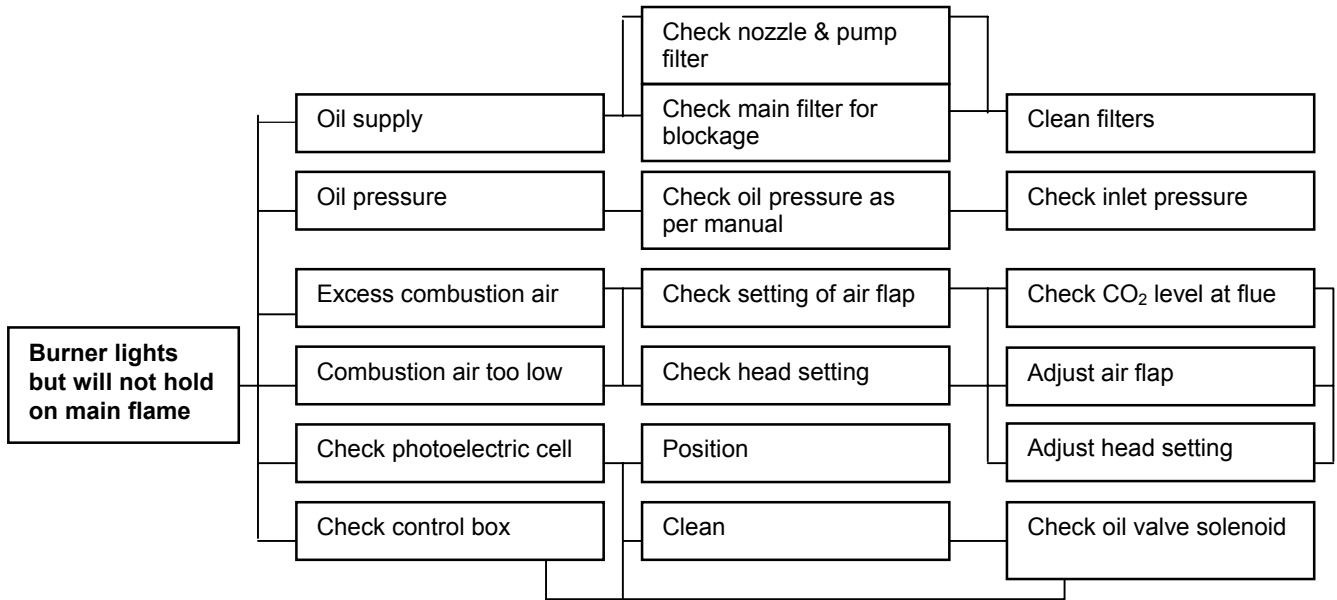 Check nozzle & pump
filter
Check main filter for
blockage
Oil supply
Clean filters
Oil pressure
Check oil pressure as
per manual
Check inlet pressure
Excess combustion air
Check setting of air flap
Check CO₂ level at flue
Burner lights
but will not hold
on main flame
Combustion air too low
Check head setting
Adjust air flap
Check photoelectric cell
Position
Adjust head setting
Check control box
Clean
Check oil valve solenoid